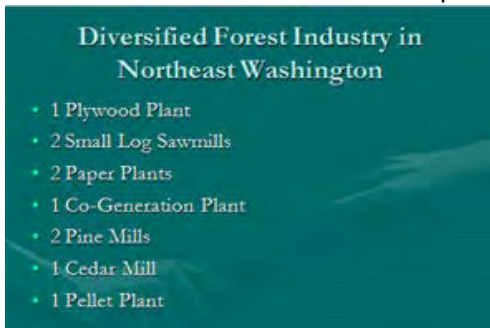 Diversified Forest Industry in
Northeast Washington
• 1 Plywood Plant
• 2 Small Log Sawmills
• 2 Paper Plants
• 1 Co-Generation Plant
• 2 Pine Mills
• 1 Cedar Mill
• 1 Pellet Plant